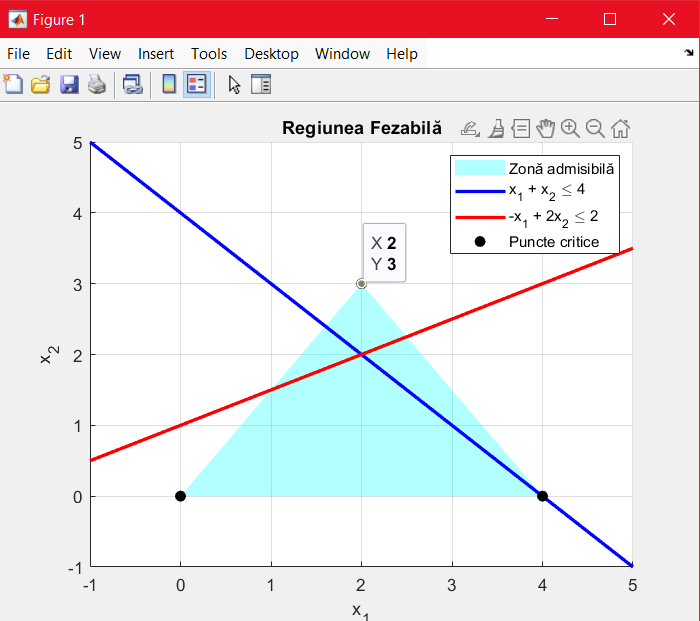 Figure 1
File Edit View Insert Tools Desktop Window Help
Regiunea Fezabilă
Zonă admisibilă
x₁ + x₂ ≤ 4
-x₁ + 2x₂ ≤ 2
Puncte critice
X 2
Y 3
5
4
3
2
1
0
-1
x₂
-1 0 1 2 3 4 5
x₁